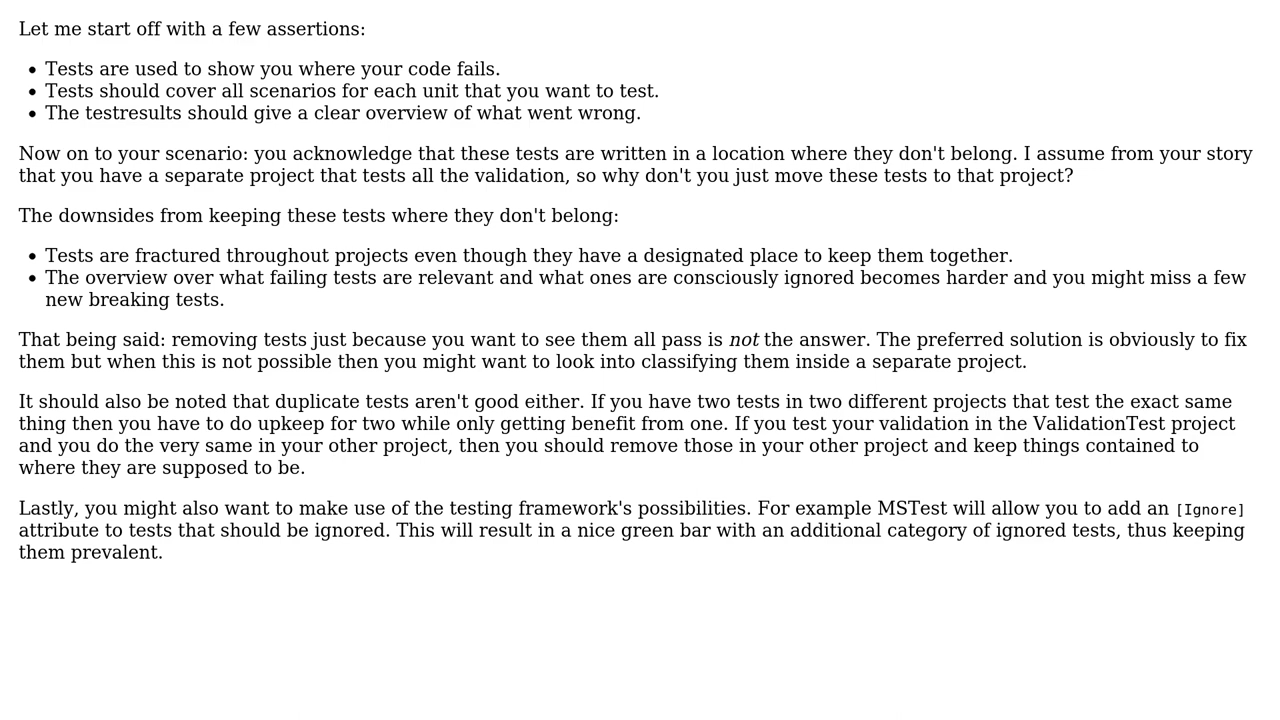 Let me start off with a few assertions:
• Tests are used to show you where your code fails.
• Tests should cover all scenarios for each unit that you want to test.
• The testresults should give a clear overview of what went wrong.
Now on to your scenario: you acknowledge that these tests are written in a location where they don't belong. I assume from your story
that you have a separate project that tests all the validation, so why don't you just move these tests to that project?
The downsides from keeping these tests where they don't belong:
• Tests are fractured throughout projects even though they have a designated place to keep them together.
• The overview over what failing tests are relevant and what ones are consciously ignored becomes harder and you might miss a few
new breaking tests.
That being said: removing tests just because you want to see them all pass is not the answer. The preferred solution is obviously to fix
them but when this is not possible then you might want to look into classifying them inside a separate project.
It should also be noted that duplicate tests aren't good either. If you have two tests in two different projects that test the exact same
thing then you have to do upkeep for two while only getting benefit from one. If you test your validation in the ValidationTest project
and you do the very same in your other project, then you should remove those in your other project and keep things contained to
where they are supposed to be.
Lastly, you might also want to make use of the testing framework's possibilities. For example MSTest will allow you to add an [Ignore]
attribute to tests that should be ignored. This will result in a nice green bar with an additional category of ignored tests, thus keeping
them prevalent.